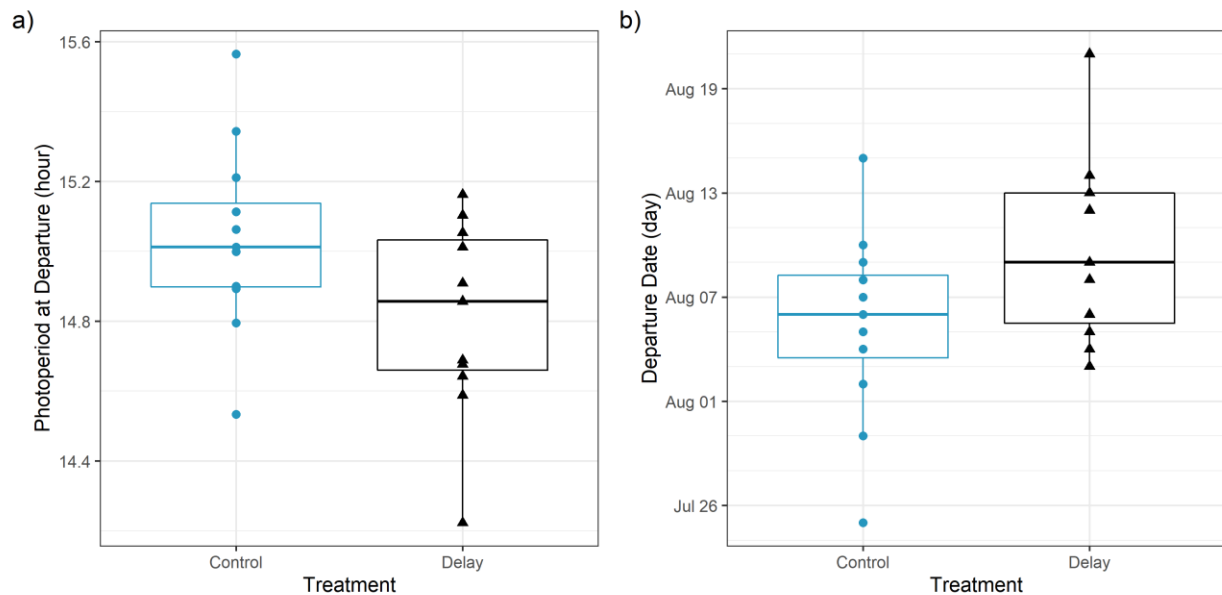 a)
Photoperiod at Departure (hour)
15.6
15.2
14.8
14.4
Control
Delay
Treatment
b)
Departure Date (day)
Aug 19
Aug 13
Aug 07
Aug 01
Jul 26
Control
Delay
Treatment